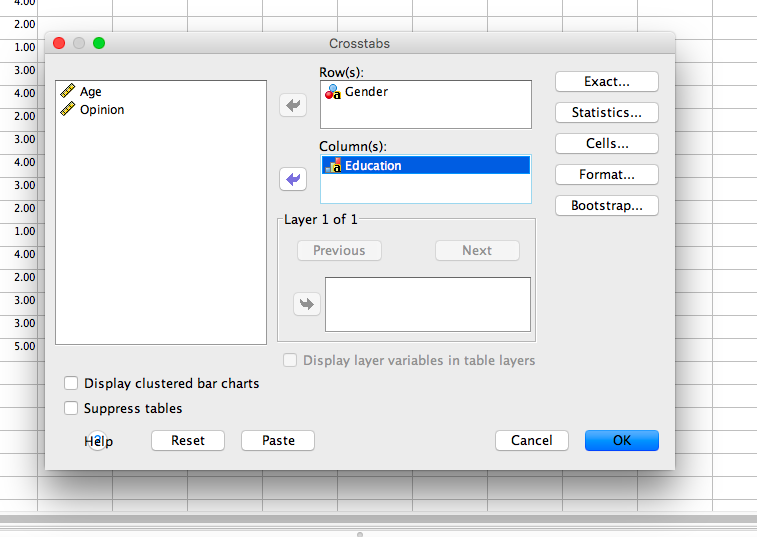 4.00
2.00
1.00
3.00
4.00
2.00
3.00
4.00
3.00
2.00
1.00
4.00
2.00
3.00
3.00
5.00
Crosstabs
Age
Opinion
Row(s):
Gender
Column(s):
Education
Layer 1 of 1
Previous
Next
Display layer variables in table layers
Exact...
Statistics...
Cells...
Format...
Bootstrap...
Display clustered bar charts
Suppress tables
Help
Reset
Paste
Cancel
OK